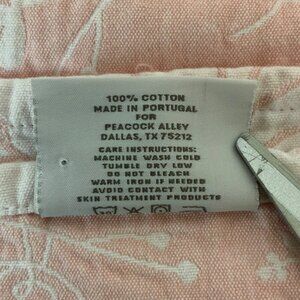 100% COTTON
MADE IN PORTUGAL
FOR
PEACOCK ALLEY
DALLAS, TX 75212
CARE INSTRUCTIONS:
MACHINE WASH COLD
TUMBLE DRY LOW
DO NOT BLEACH
WARM IRON IF NEEDED
AVOID CONTACT WITH
SKIN TREATMENT PRODUCTS